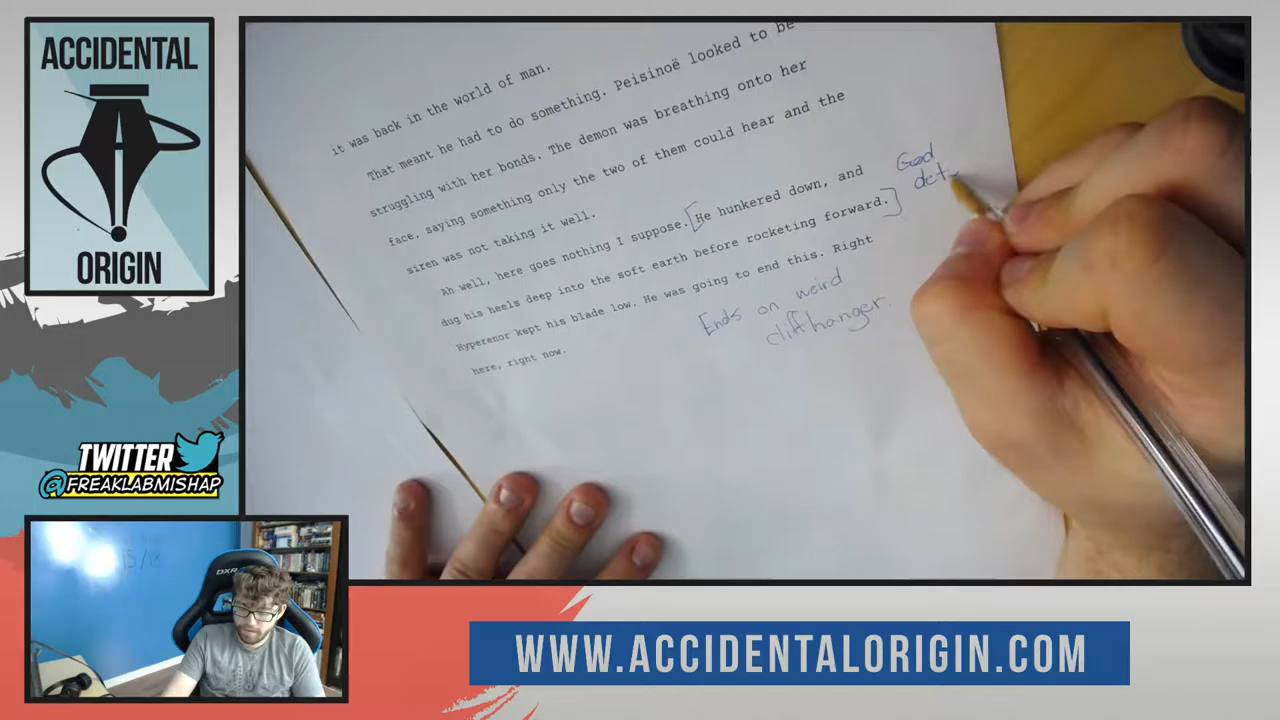 ACCIDENTAL
ORIGIN
it was back in the world of man.
That meant he had to do something. Peisinoë looked to be
struggling with her bonds. The demon was breathing onto her
face, saying something only the two of them could hear and the
siren was not taking it well.
Ah well, here goes nothing I suppose. [He hunkered down, and
dug his heels deep into the soft earth before rocketing forward.]
Hyperenor kept his blade low. He was going to end this. Right
here, right now.
Good
det
Ends on weird
cliffhanger.
TWITTER
@FREAKLABMISHAP
DXR
15/18
WWW.ACCIDENTALORIGIN.COM